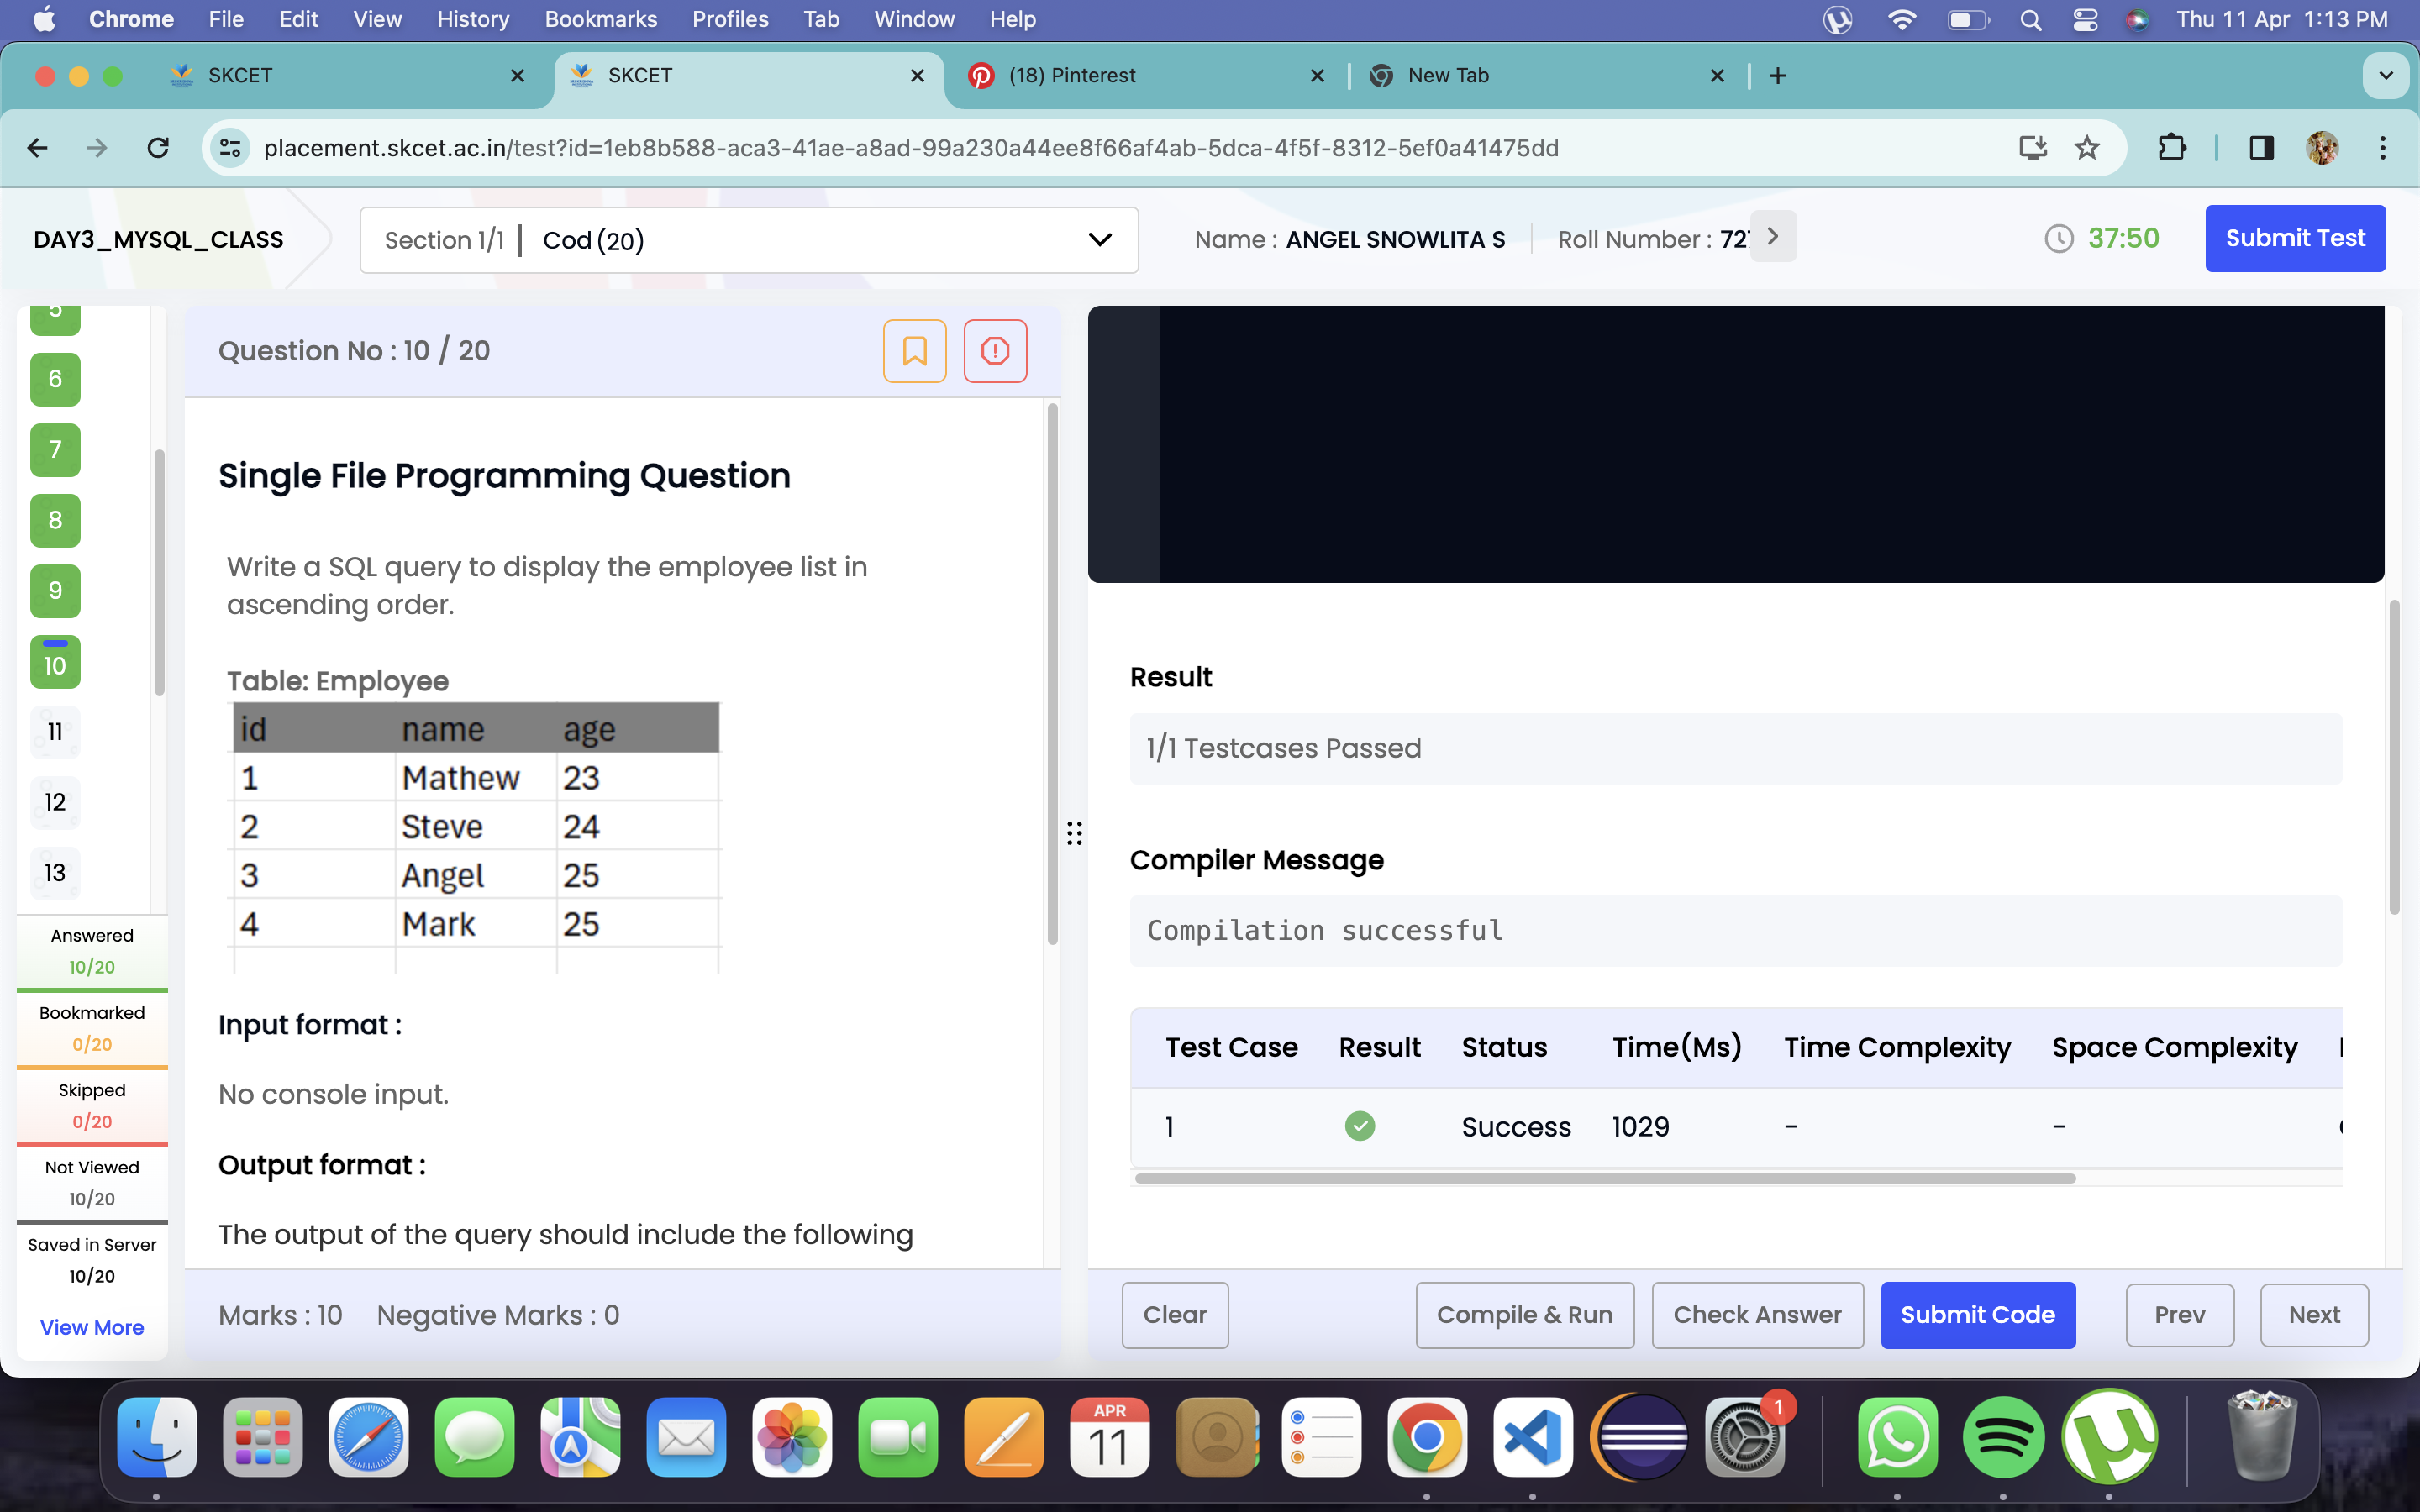 Chrome File Edit View History Bookmarks Profiles Tab Window Help Thu 11 Apr 1:13 PM
SKCET SKCET (18) Pinterest New Tab
placement.skcet.ac.in/test?id=1eb8b588-aca3-41ae-a8ad-99a230a44ee8f66af4ab-5dca-4f5f-8312-5ef0a41475dd
DAY3_MYSQL_CLASS Section 1/1 | Cod (20) Name : ANGEL SNOWLITA S Roll Number : 37:50 Submit Test
5
6
7
8
9
10
11
12
13
Answered
10/20
Bookmarked
0/20
Skipped
0/20
Not Viewed
10/20
Saved in Server
10/20
View More
Question No : 10 / 20
Single File Programming Question
Write a SQL query to display the employee list in
ascending order.
Table: Employee
id name age
1 Mathew 23
2 Steve 24
3 Angel 25
4 Mark 25
Input format :
No console input.
Output format :
The output of the query should include the following
Marks : 10 Negative Marks : 0
Result
1/1 Testcases Passed
Compiler Message
Compilation successful
Test Case Result Status Time(Ms) Time Complexity Space Complexity
1 Success 1029 - -
Clear Compile & Run Check Answer Submit Code Prev Next
APR
11
1